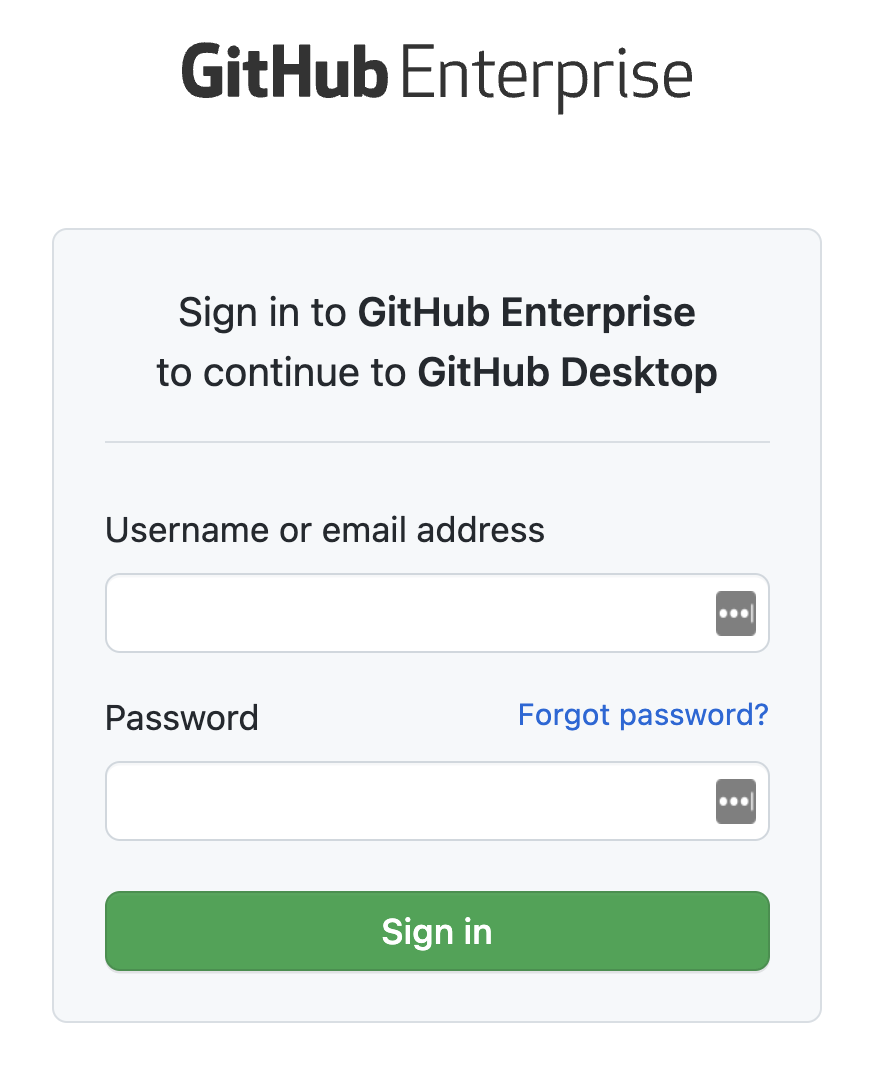 GitHub Enterprise
Sign in to GitHub Enterprise
to continue to GitHub Desktop
Username or email address
Password
Forgot password?
Sign in